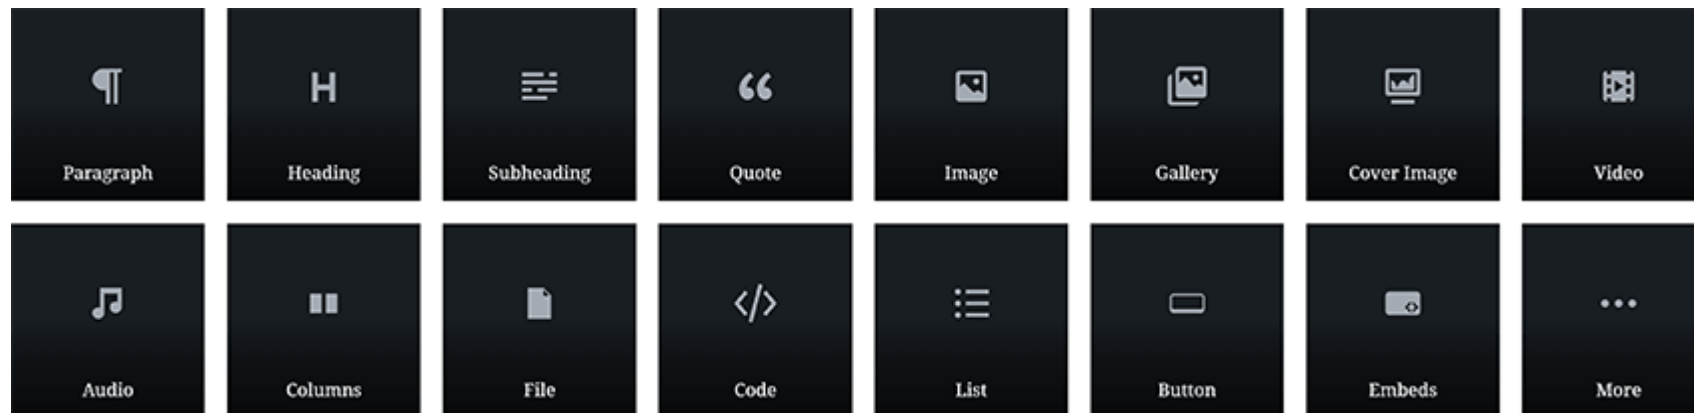 Paragraph
Heading
Subheading
Quote
Image
Gallery
Cover Image
Video
Audio
Columns
File
Code
List
Button
Embeds
More